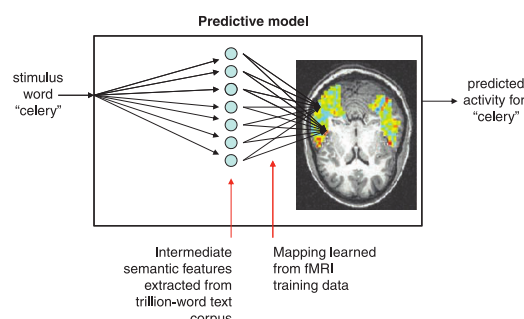 Predictive model
stimulus
word
"celery"
predicted
activity for
"celery"
Intermediate
semantic features
extracted from
trillion-word text
corpus
Mapping learned
from fMRI
training data